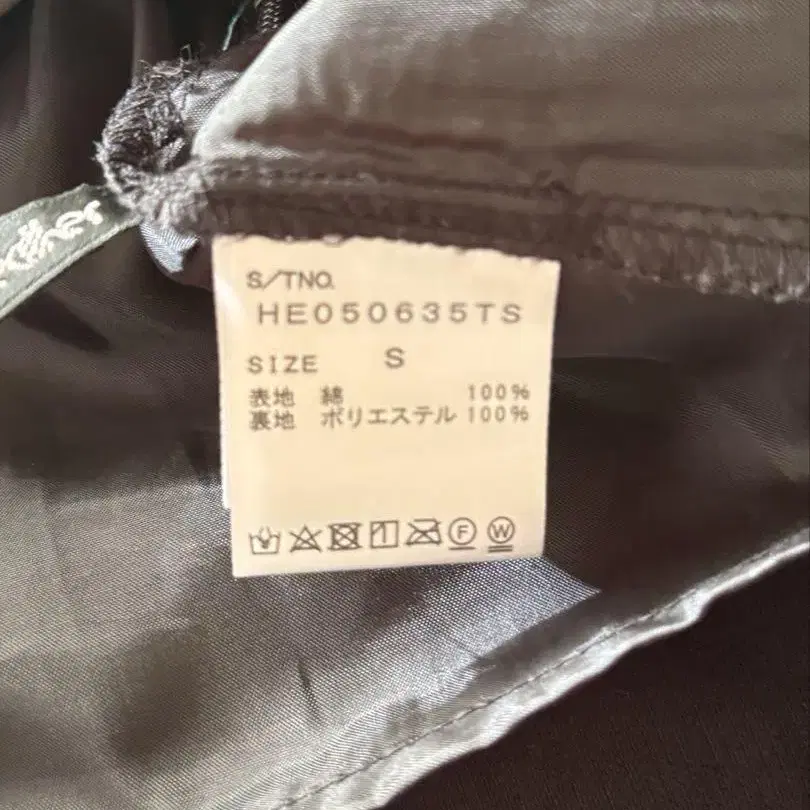 S/TNO.
HE050635TS
SIZE S
表地 綿 100%
裏地 ポリエステル 100%
F W